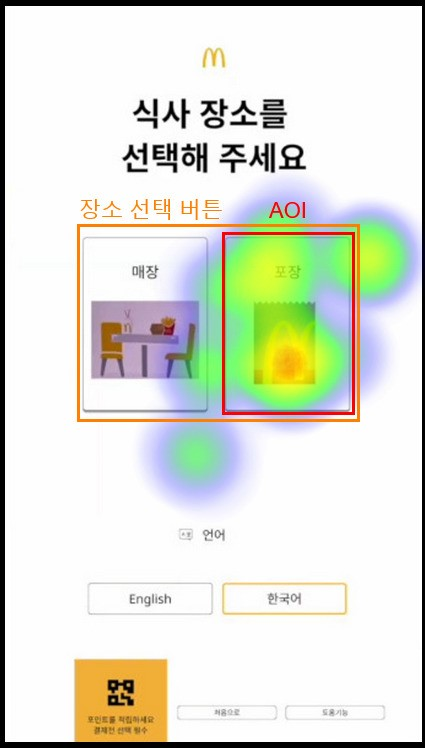 식사 장소를
선택해 주세요
장소 선택 버튼
AOI
매장
포장
언어
English
한국어
포인트를 적립하세요
결제전 선택 필수
처음으로
도움기능